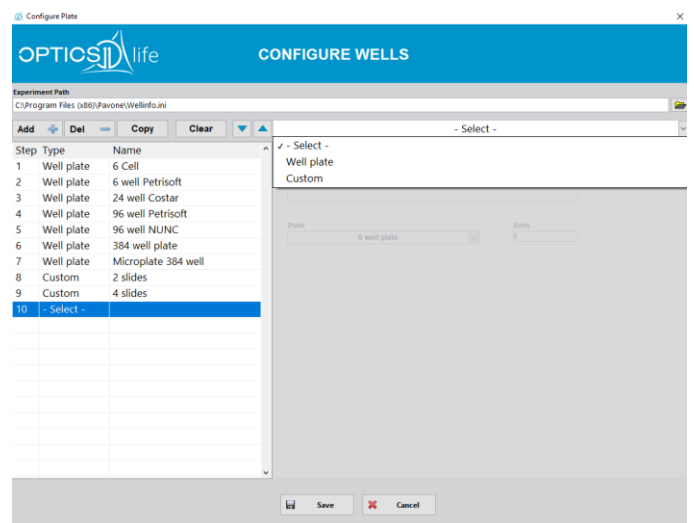 Configure Plate
OPTICS11 life
CONFIGURE WELLS
Experiment Path
C:\Program Files (x86)\Pavone\Wellinfo.ini
Add Del Copy Clear
- Select -
Step Type Name
1 Well plate 6 Cell
2 Well plate 6 well Petrisoft
3 Well plate 24 well Costar
4 Well plate 96 well Petrisoft
5 Well plate 96 well NUNC
6 Well plate 384 well plate
7 Well plate Microplate 384 well
8 Custom 2 slides
9 Custom 4 slides
10 - Select -
✓ - Select -
Well plate
Custom
Plate Slots
6 well plate 4
Save Cancel